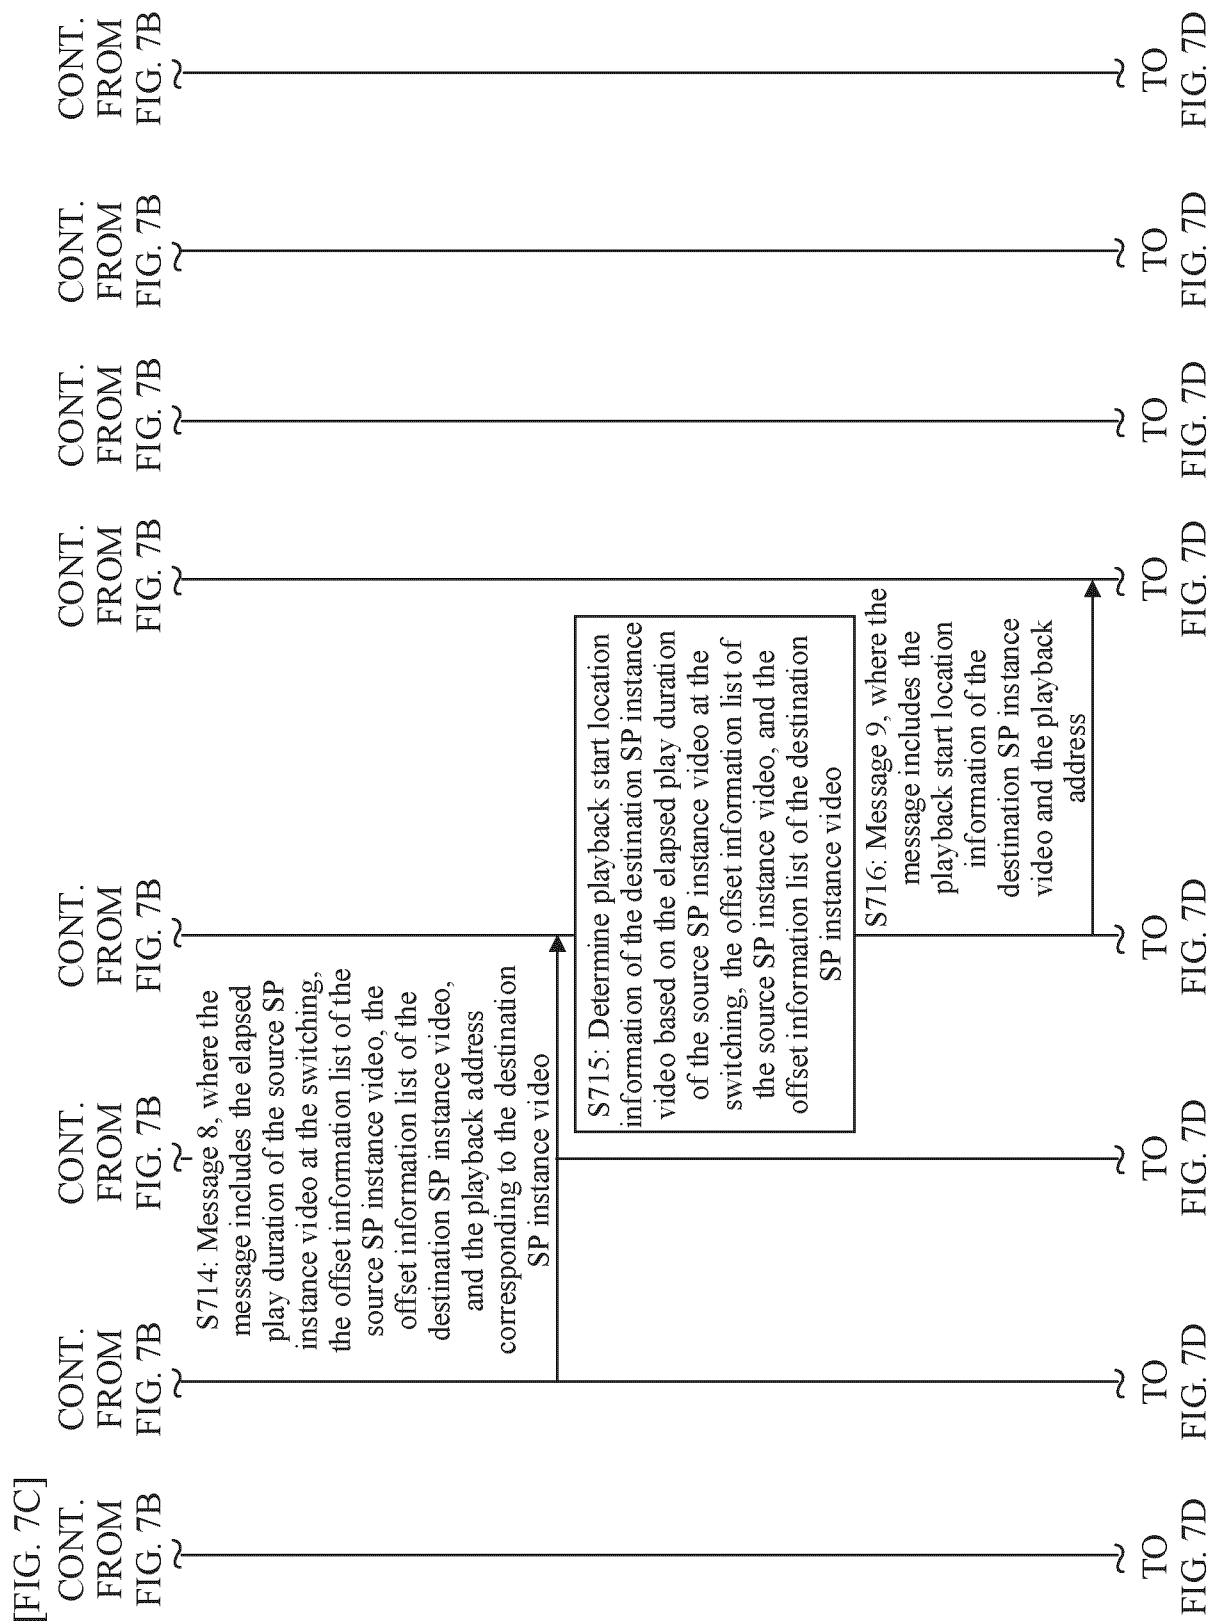 [FIG. 7C]
CONT.
FROM
FIG. 7B
CONT.
FROM
FIG. 7B
CONT.
FROM
FIG. 7B
CONT.
FROM
FIG. 7B
CONT.
FROM
FIG. 7B
CONT.
FROM
FIG. 7B
CONT.
FROM
FIG. 7B
CONT.
FROM
FIG. 7B
S714: Message 8, where the
message includes the elapsed
play duration of the source SP
instance video at the switching,
the offset information list of the
source SP instance video, the
offset information list of the
destination SP instance video,
and the playback address
corresponding to the destination
SP instance video
S715: Determine playback start location
information of the destination SP instance
video based on the elapsed play duration
of the source SP instance video at the
switching, the offset information list of
the source SP instance video, and the
offset information list of the destination
SP instance video
S716: Message 9, where the
message includes the
playback start location
information of the
destination SP instance
video and the playback
address
TO
FIG. 7D
TO
FIG. 7D
TO
FIG. 7D
TO
FIG. 7D
TO
FIG. 7D
TO
FIG. 7D
TO
FIG. 7D
TO
FIG. 7D